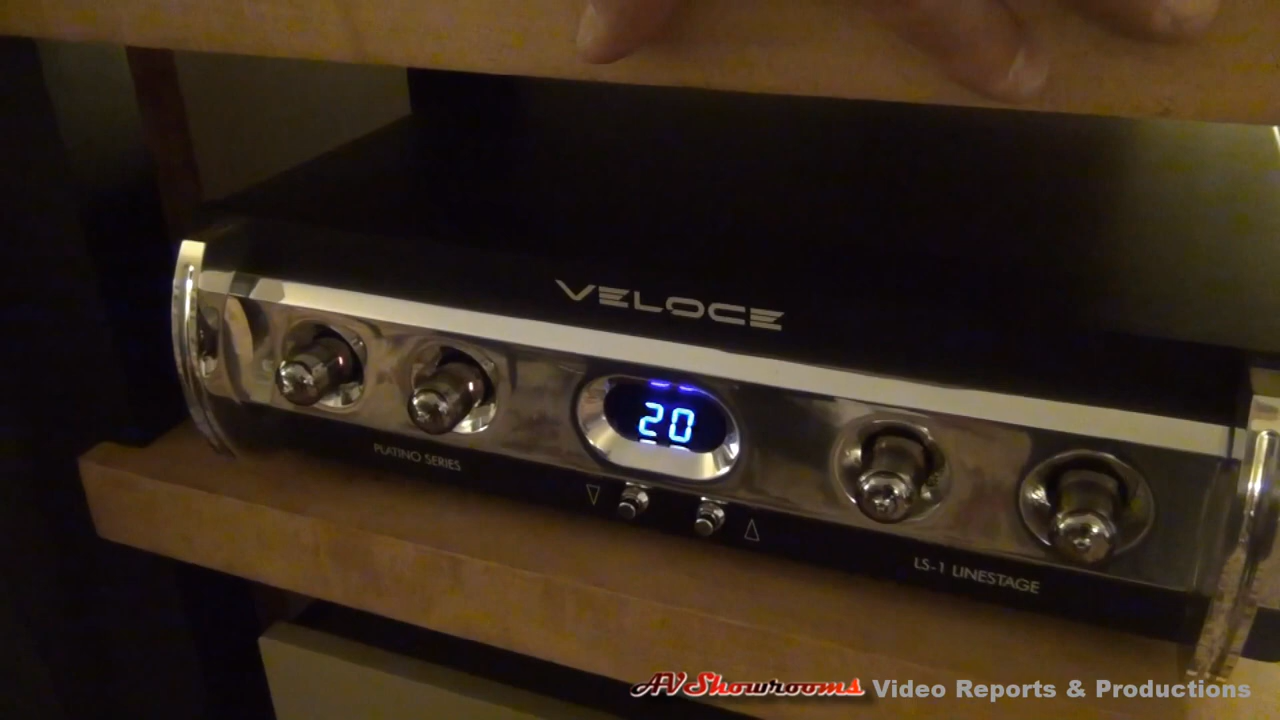 VELOCE
20
PLATINO SERIES
LS-1 LINESTAGE
AVShowrooms Video Reports & Productions